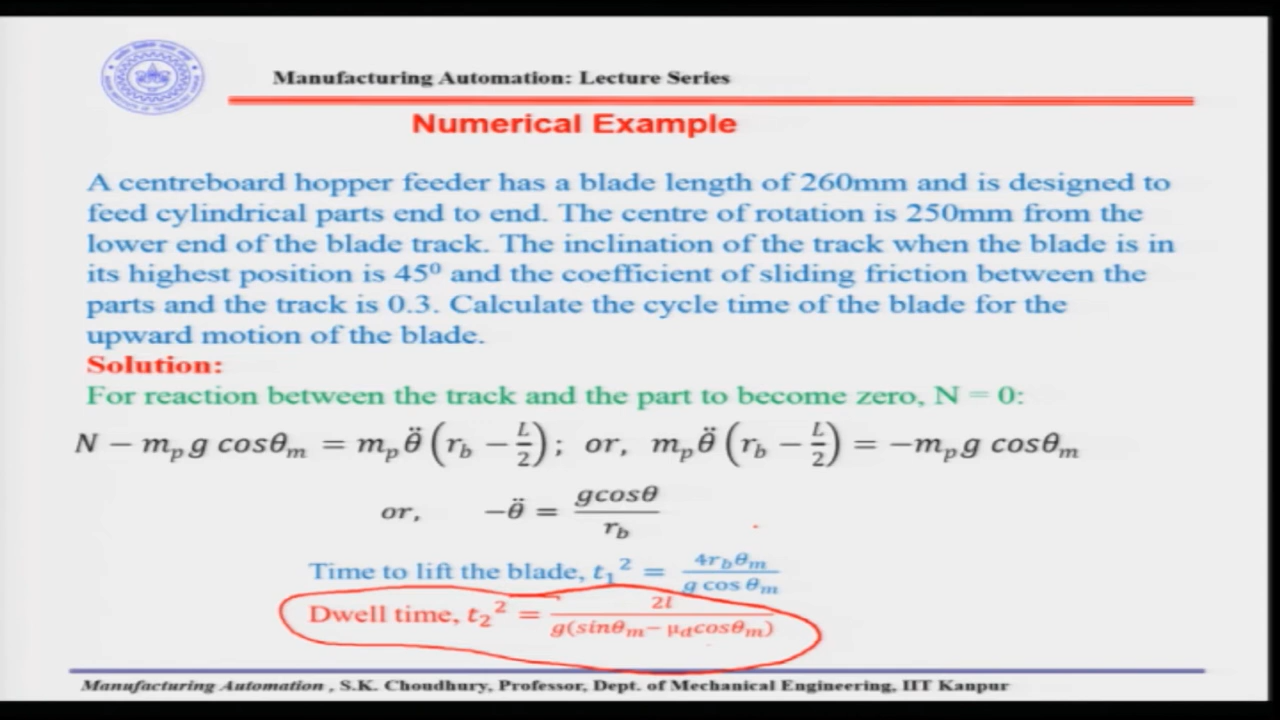 Manufacturing Automation: Lecture Series
Numerical Example
A centreboard hopper feeder has a blade length of 260mm and is designed to
feed cylindrical parts end to end. The centre of rotation is 250mm from the
lower end of the blade track. The inclination of the track when the blade is in
its highest position is 45⁰ and the coefficient of sliding friction between the
parts and the track is 0.3. Calculate the cycle time of the blade for the
upward motion of the blade.
Solution:
For reaction between the track and the part to become zero, N = 0:
N − m_p g cosθ_m = m_p θ̈ (r_b − L/2); or, m_p θ̈ (r_b − L/2) = −m_p g cosθ_m
or, −θ̈ = gcosθ / r_b
Time to lift the blade, t₁² = 4r_bθ_m / g cos θ_m
Dwell time, t₂² = 2l / g(sinθ_m − μ_d cosθ_m)
Manufacturing Automation , S.K. Choudhury, Professor, Dept. of Mechanical Engineering, IIT Kanpur